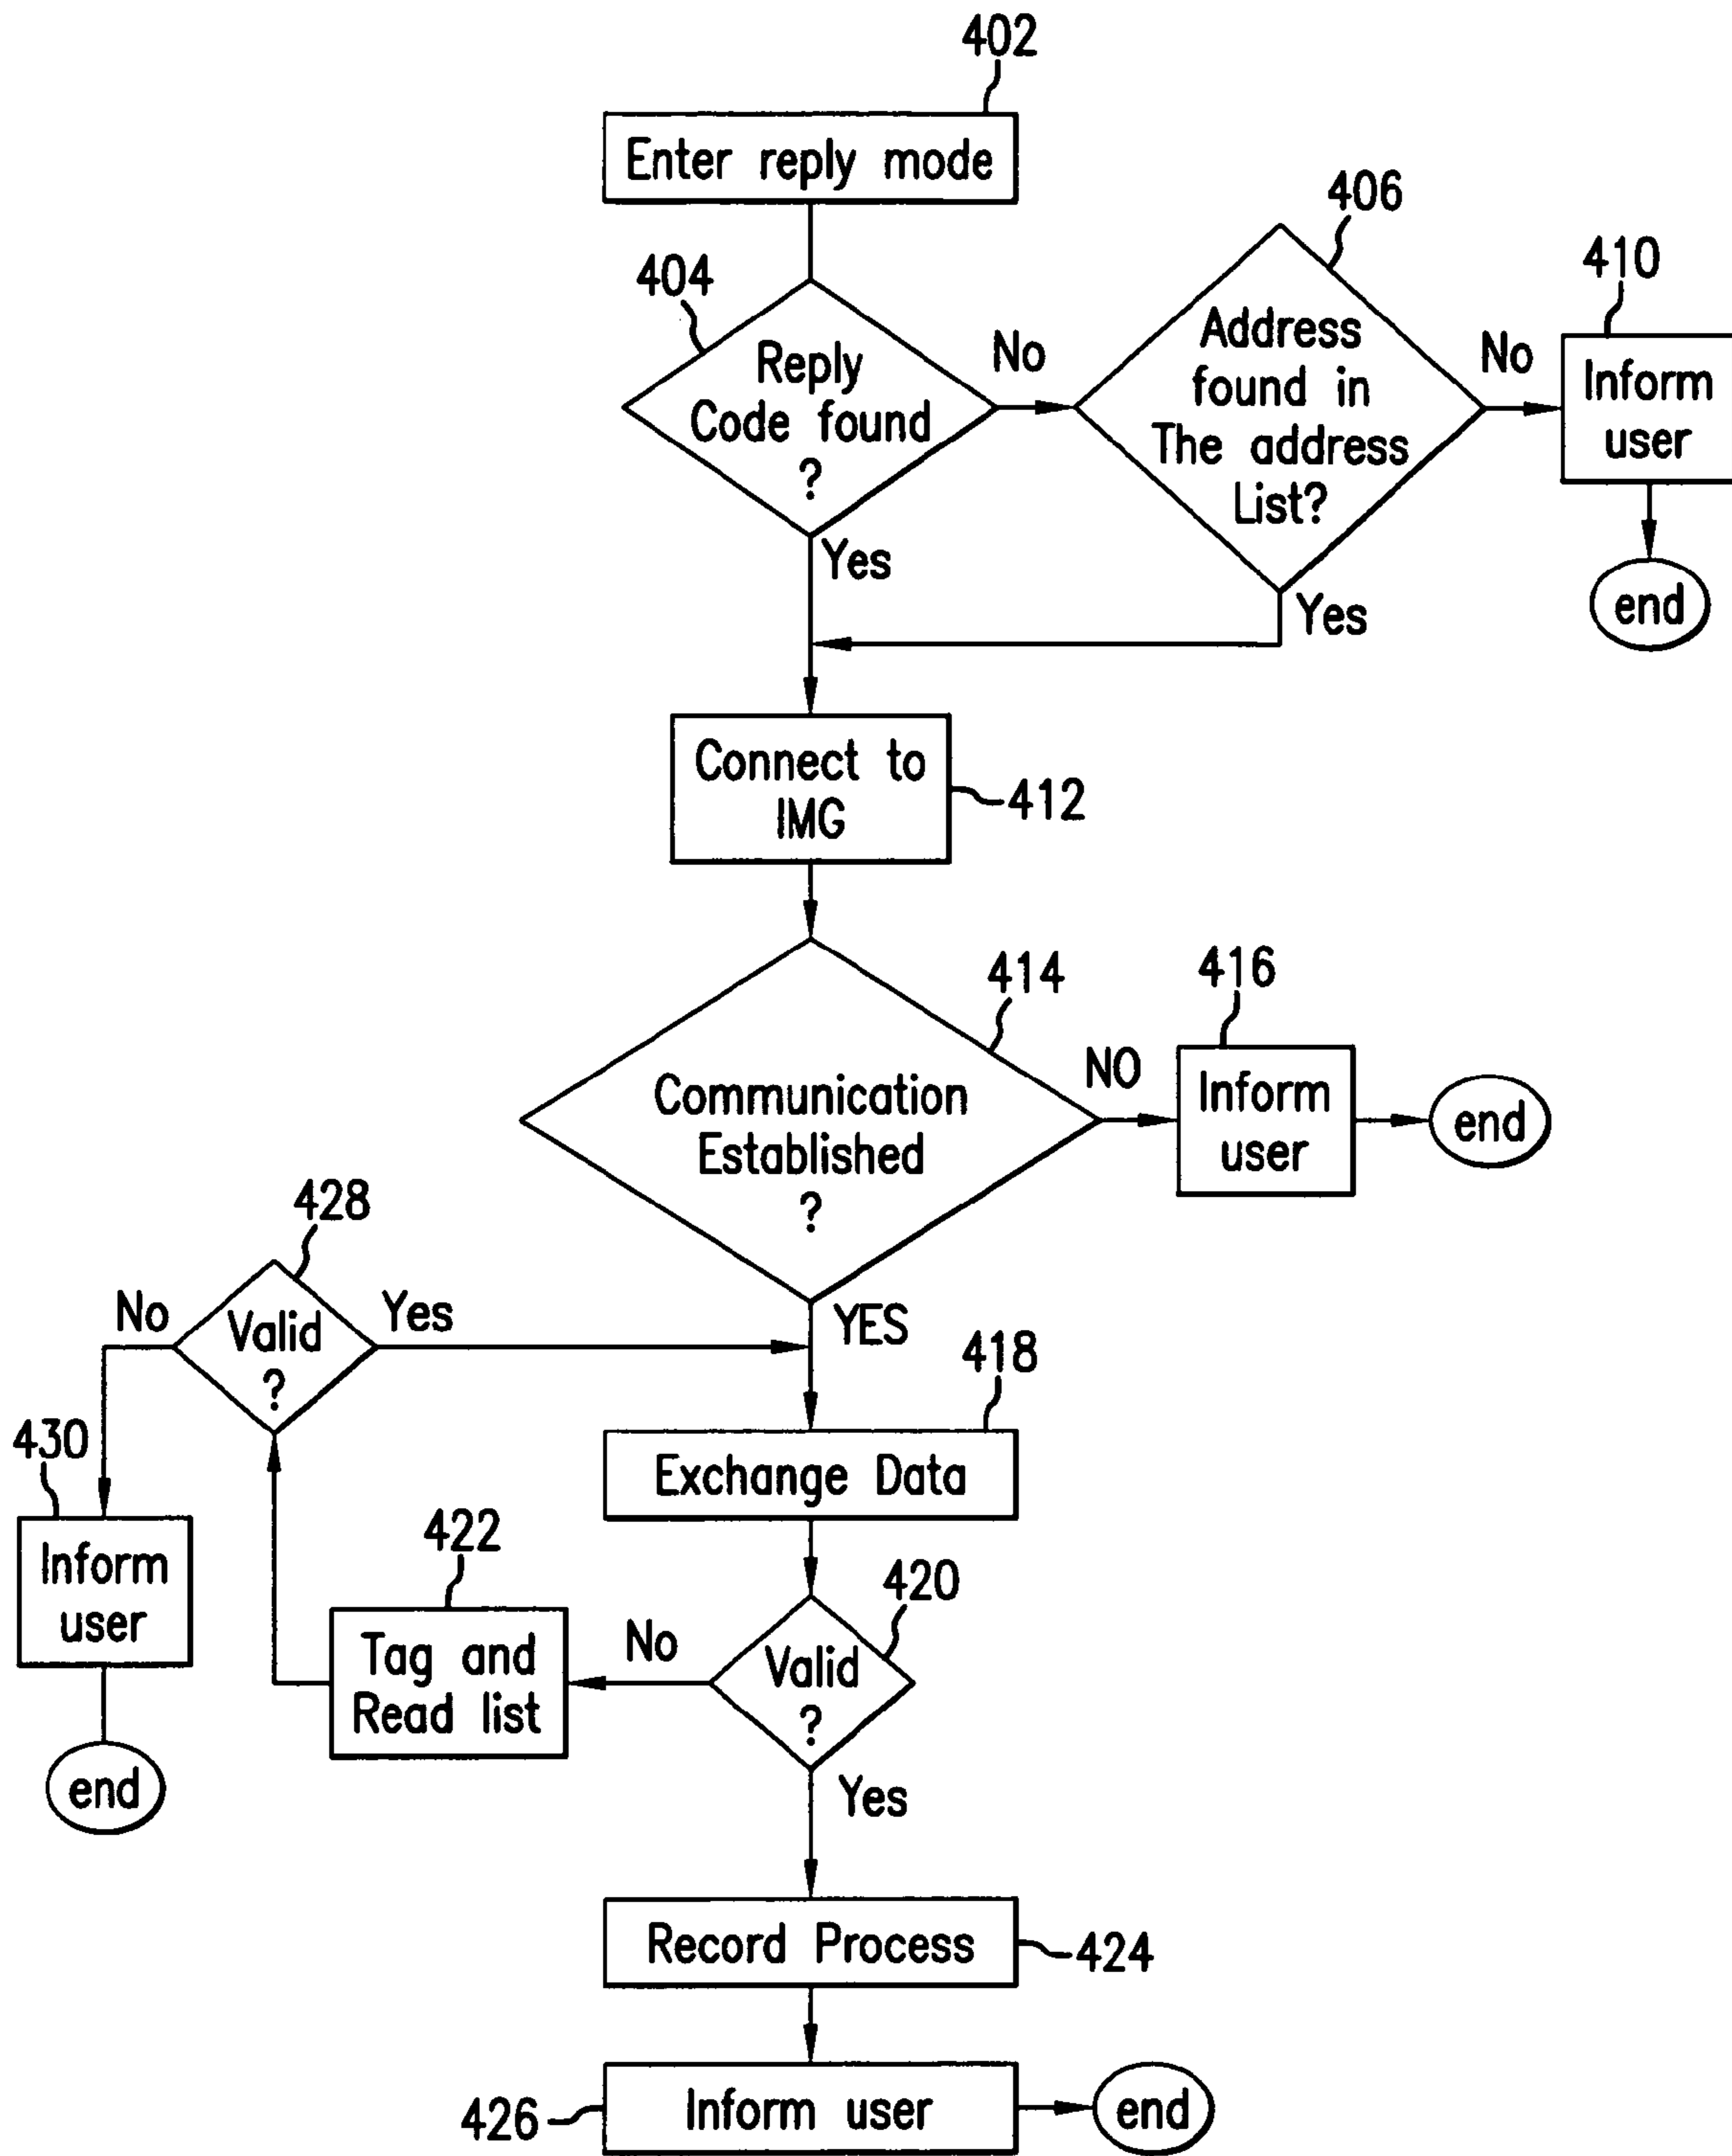 402
Enter reply mode
404
Reply
Code found
?
No
406
Address
found in
The address
List?
No
410
Inform
user
end
Yes
Yes
Connect to
IMG
412
414
Communication
Established
?
NO
416
Inform
user
end
YES
428
No
Valid
?
Yes
418
Exchange Data
430
Inform
user
end
422
Tag and
Read list
No
420
Valid
?
Yes
Record Process
424
426
Inform user
end